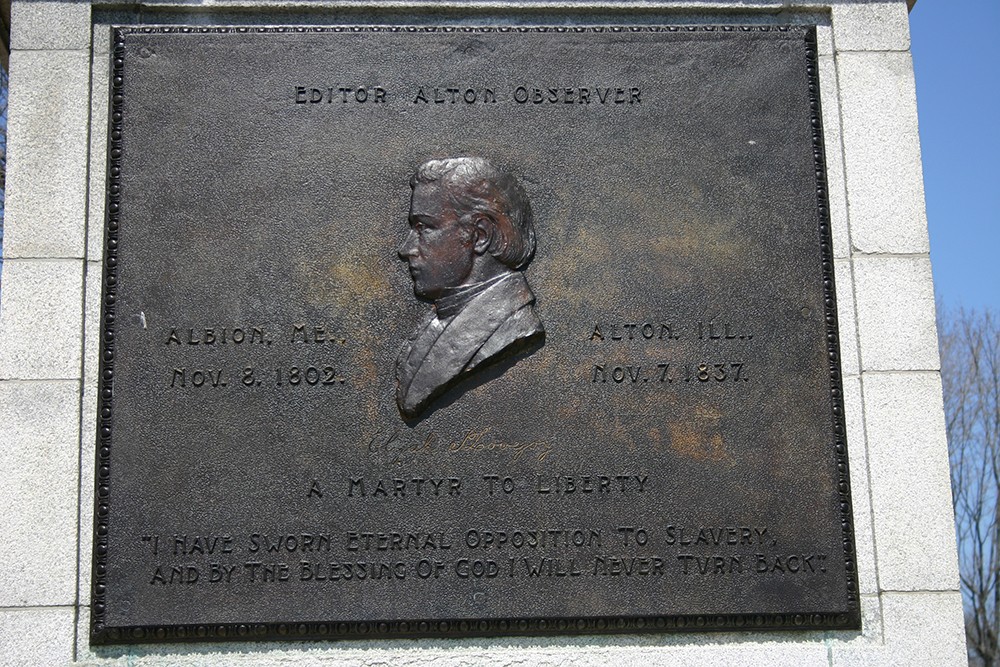 EDITOR ALTON OBSERVER
ALBION, ME.,
NOV. 8. 1802.
ALTON, ILL.,
NOV. 7. 1837.
A MARTYR TO LIBERTY
"I HAVE SWORN ETERNAL OPPOSITION TO SLAVERY,
AND BY THE BLESSING OF GOD I WILL NEVER TVRN BACK".